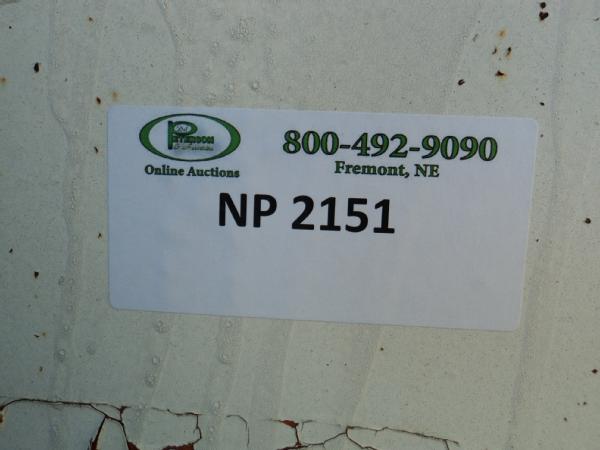 800-492-9090
Online Auctions
Fremont, NE
NP 2151